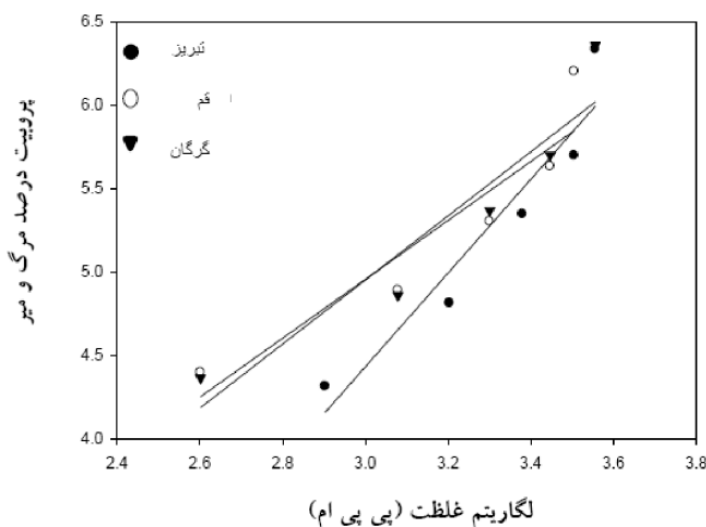 6.5
6.0
5.5
5.0
4.5
4.0
تبریز
قم
گرگان
پروبیت درصد مرگ و میر
2.4 2.6 2.8 3.0 3.2 3.4 3.6 3.8
لگاریتم غلظت (پی پی ام)